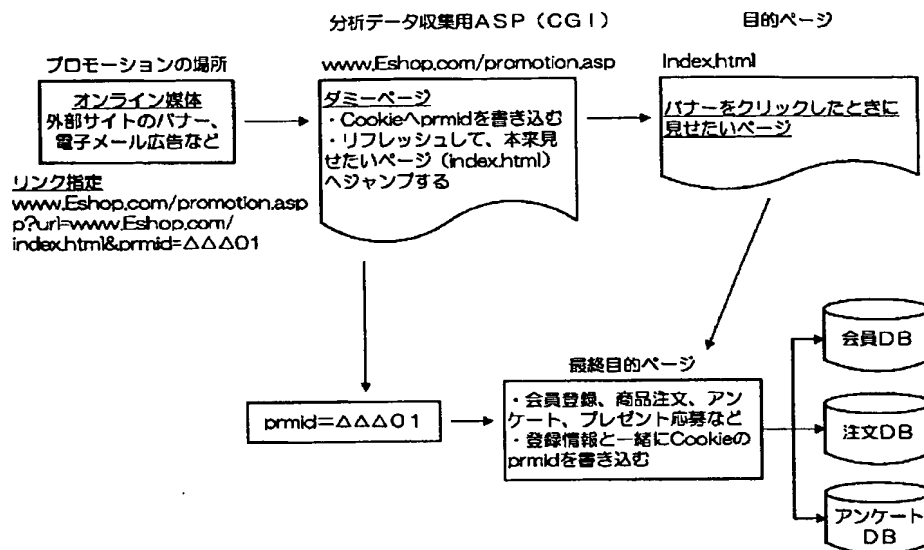 分析データ収集用ASP（CGI）
目的ページ
プロモーションの場所
www.Eshop.com/promotion.asp
Index.html
オンライン媒体
外部サイトのバナー、
電子メール広告など
ダミーページ
・Cookieへprmidを書き込む
・リフレッシュして、本来見
せたいページ（index.html）
へジャンプする
バナーをクリックしたときに
見せたいページ
リンク指定
www.Eshop.com/promotion.asp
p?url=www.Eshop.com/
index.html&prmid=△△△01
最終目的ページ
prmid=△△△01
・会員登録、商品注文、アン
ケート、プレゼント応募など
・登録情報と一緒にCookieの
prmidを書き込む
会員DB
注文DB
アンケート
DB